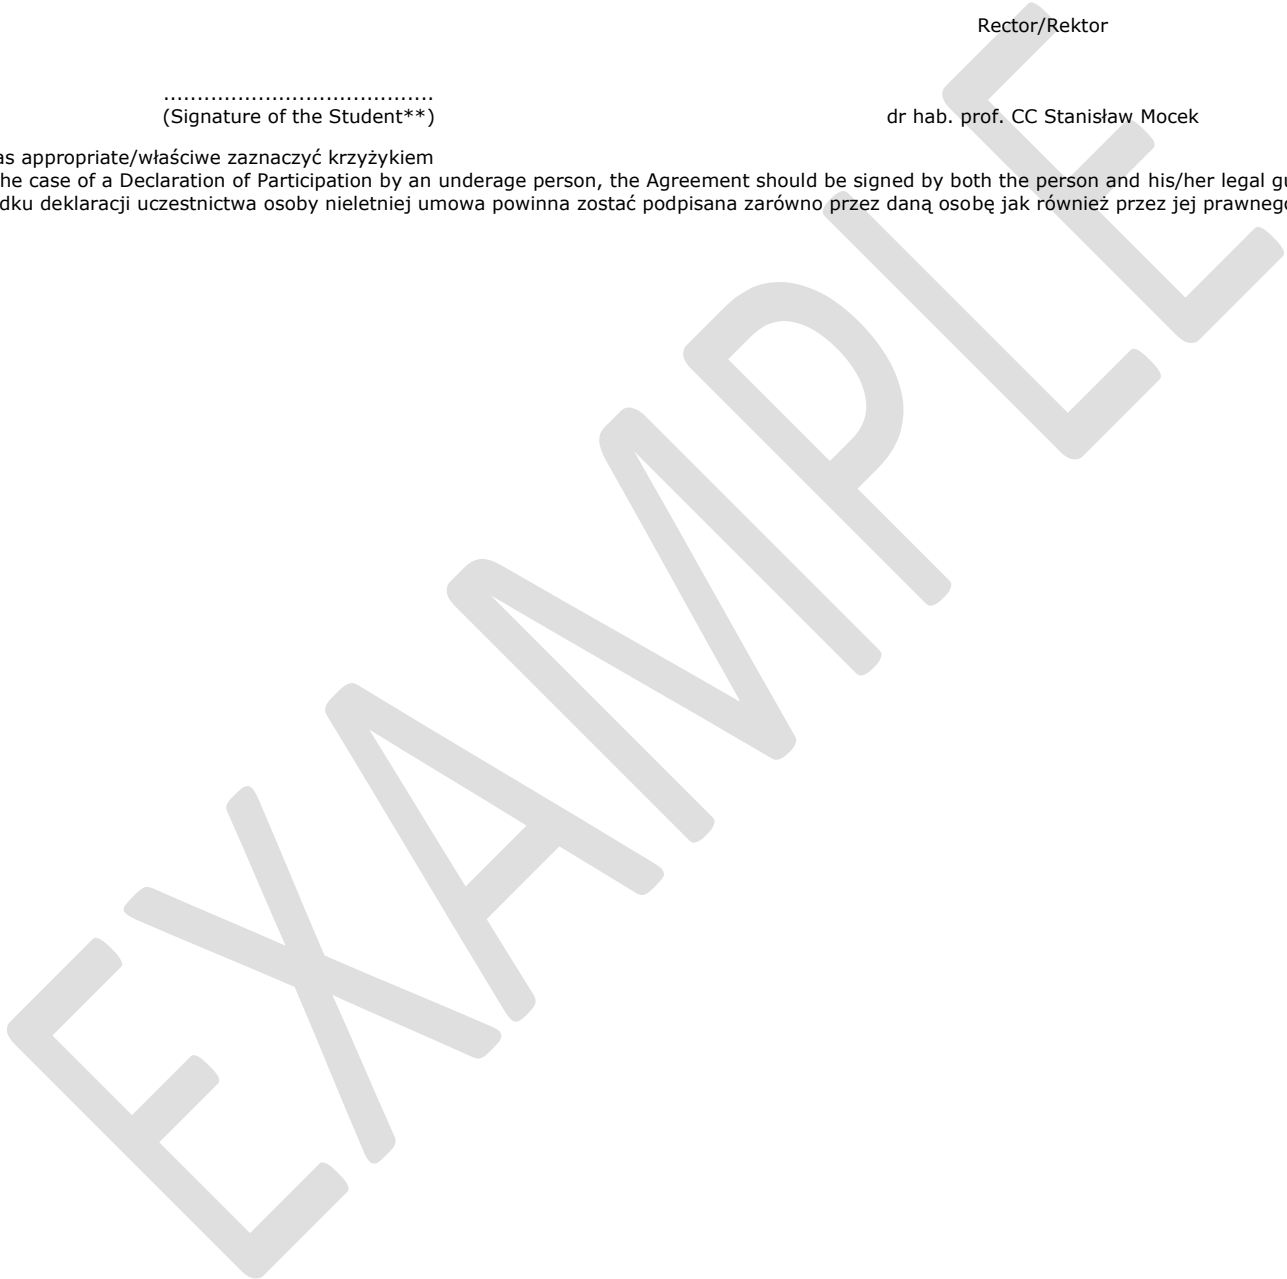 Rector/Rektor
........................................
(Signature of the Student**) dr hab. prof. CC Stanisław Mocek
as appropriate/właściwe zaznaczyć krzyżykiem
he case of a Declaration of Participation by an underage person, the Agreement should be signed by both the person and his/her legal gu
dku deklaracji uczestnictwa osoby nieletniej umowa powinna zostać podpisana zarówno przez daną osobę jak również przez jej prawnego
EXAMPLE